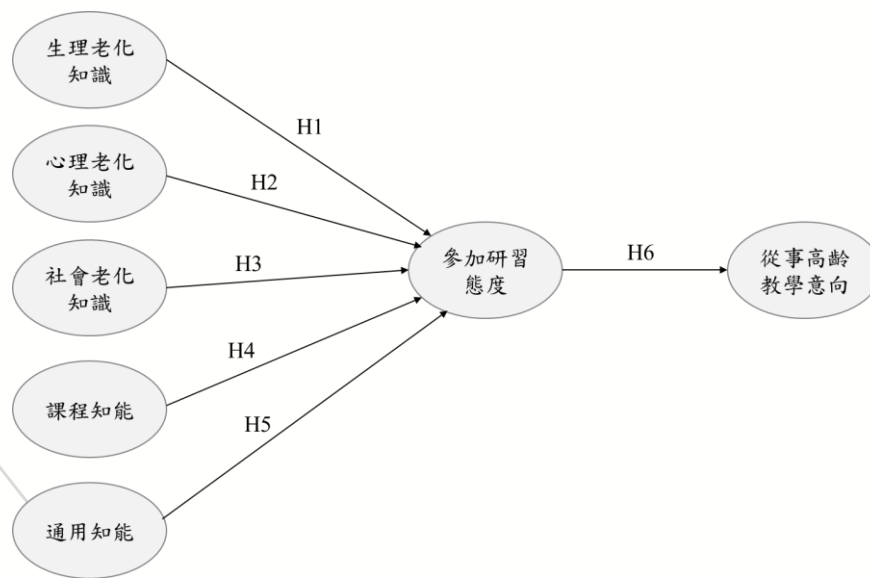 生理老化
知識
H1
心理老化
知識
H2
社會老化
知識
H3
參加研習
態度
H6
從事高齡
教學意向
H4
課程知能
H5
通用知能